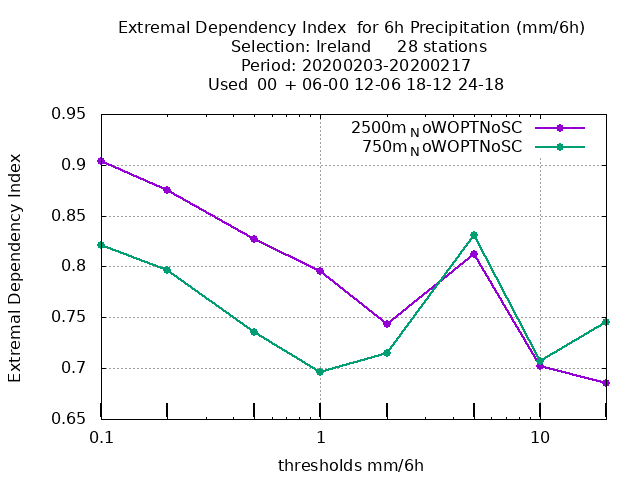 Extremal Dependency Index  for 6h Precipitation (mm/6h)
Selection: Ireland     28 stations
Period: 20200203-20200217
Used  00  + 06-00 12-06 18-12 24-18
2500m_NoWOPTNoSC
750m_NoWOPTNoSC
0.95
0.9
0.85
0.8
0.75
0.7
0.65
Extremal Dependency Index
0.1
1
10
thresholds mm/6h